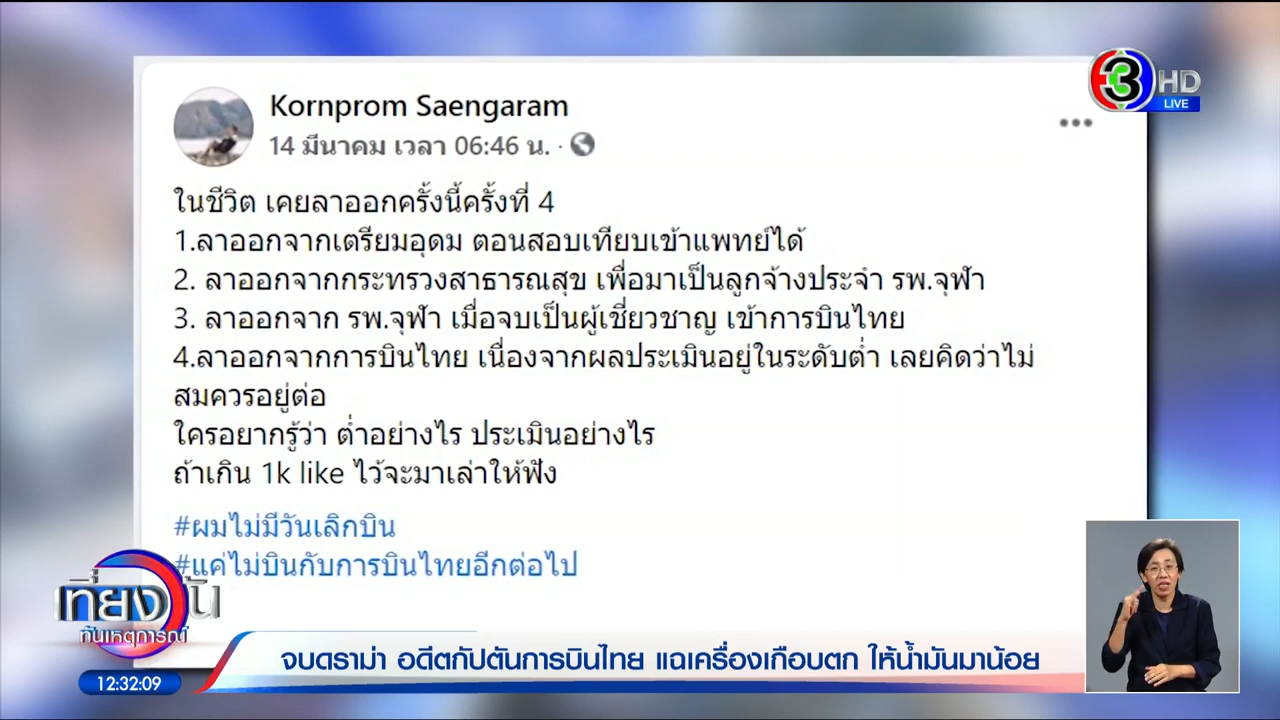 Kornprom Saengaram
14 มีนาคม เวลา 06:46 น. ·
ในชีวิต เคยลาออกครั้งนี้ครั้งที่ 4
1.ลาออกจากเตรียมอุดม ตอนสอบเทียบเข้าแพทย์ได้
2. ลาออกจากกระทรวงสาธารณสุข เพื่อมาเป็นลูกจ้างประจำ รพ.จุฬา
3. ลาออกจาก รพ.จุฬา เมื่อจบเป็นผู้เชี่ยวชาญ เข้าการบินไทย
4.ลาออกจากการบินไทย เนื่องจากผลประเมินอยู่ในระดับต่ำ เลยคิดว่าไม่
สมควรอยู่ต่อ
ใครอยากรู้ว่า ต่ำอย่างไร ประเมินอย่างไร
ถ้าเกิน 1k like ไว้จะมาเล่าให้ฟัง
#ผมไม่มีวันเลิกบิน
#แค่ไม่บินกับการบินไทยอีกต่อไป
3 HD
LIVE
เที่ยงวัน
ทันเหตุการณ์
12:32:09
จบดราม่า อดีตกัปตันการบินไทย แฉเครื่องเกือบตก ให้น้ำมันมาน้อย